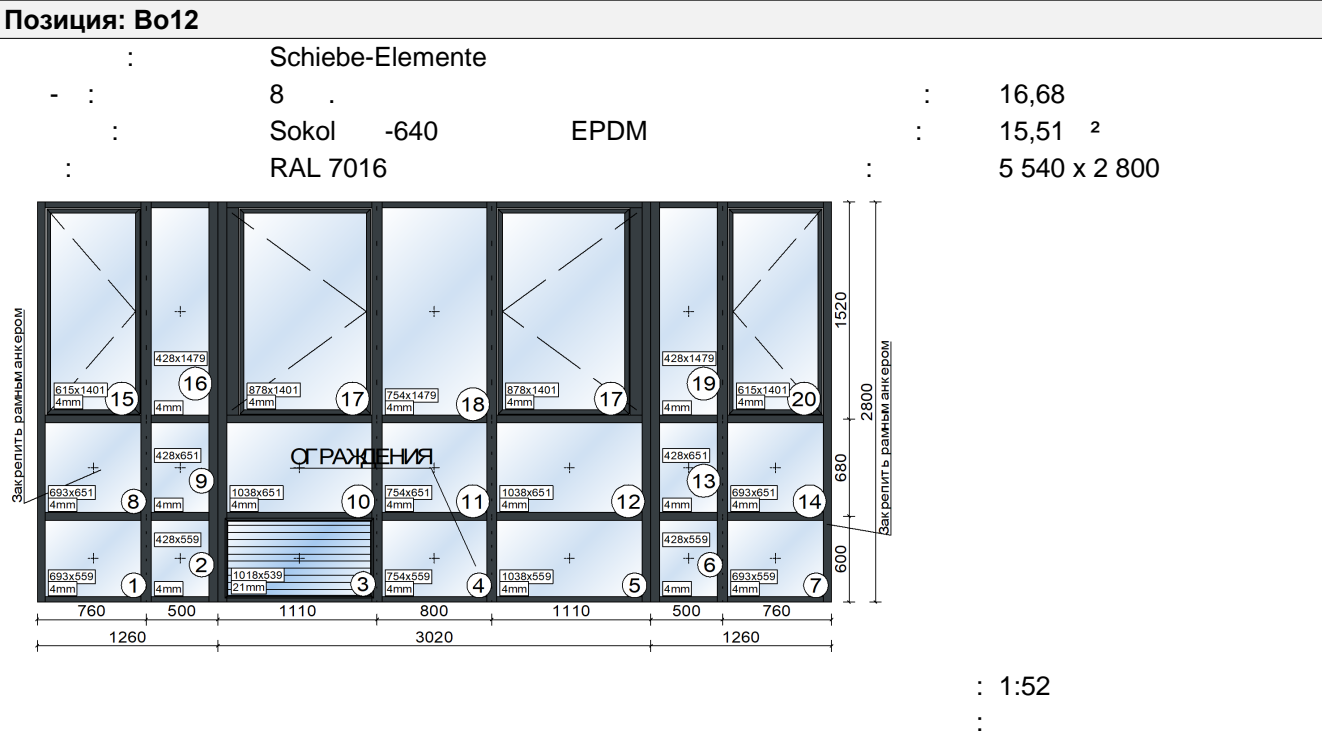 Позиция: Во12
: Schiebe-Elemente
- : 8 . : 16,68
: Sokol -640 EPDM : 15,51 ²
: RAL 7016 : 5 540 x 2 800
Закрепить рамным анкером
615x1401
4mm
15
428x1479
4mm
16
878x1401
4mm
17
754x1479
4mm
18
878x1401
4mm
17
428x1479
4mm
19
615x1401
4mm
20
1520
2800
Закрепить рамным анкером
ОГРАЖДЕНИЯ
693x651
4mm
8
428x651
4mm
9
1038x651
4mm
10
754x651
4mm
11
1038x651
4mm
12
428x651
4mm
13
693x651
4mm
14
680
693x559
4mm
1
428x559
4mm
2
1018x539
21mm
3
754x559
4mm
4
1038x559
4mm
5
428x559
4mm
6
693x559
4mm
7
600
760 500 1110 800 1110 500 760
1260 3020 1260
: 1:52
: